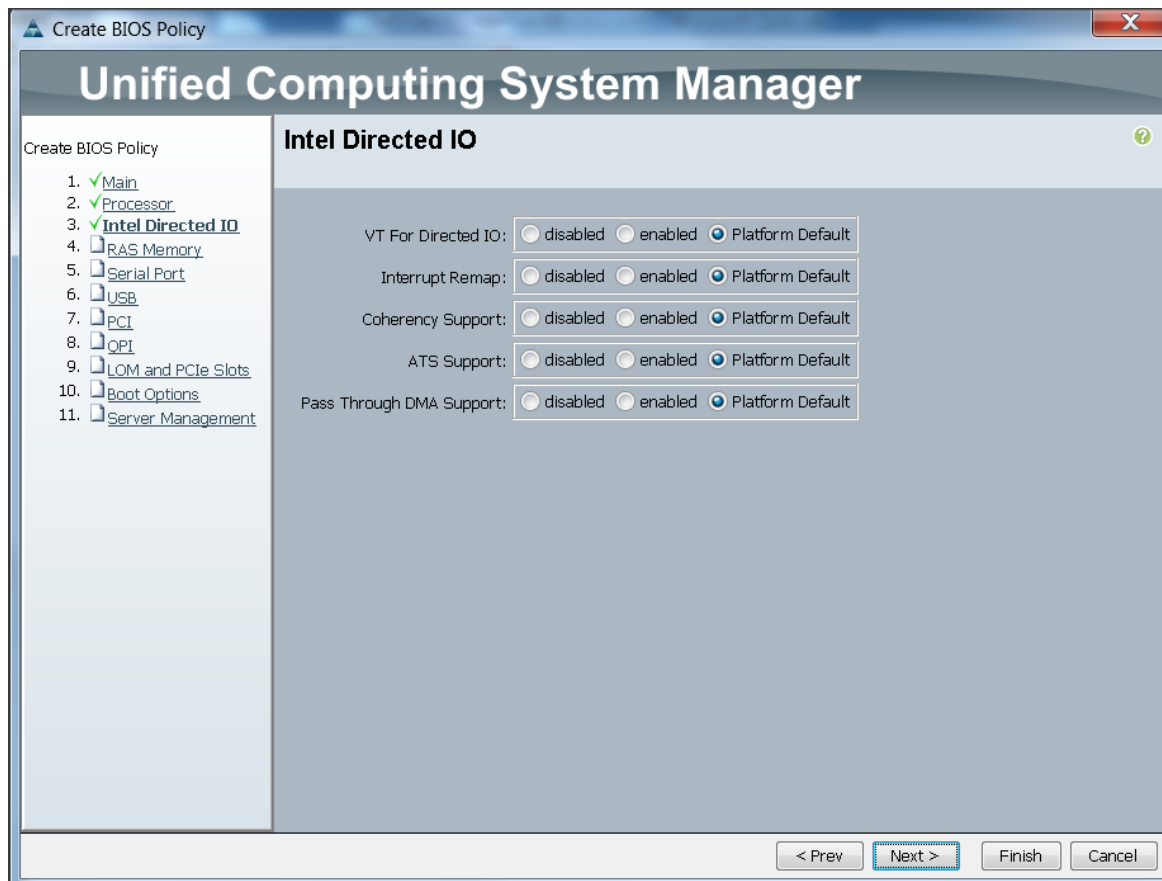 Create BIOS Policy
X
Unified Computing System Manager
Create BIOS Policy
1. Main
2. Processor
3. Intel Directed IO
4. RAS Memory
5. Serial Port
6. USB
7. PCI
8. QPI
9. LOM and PCIe Slots
10. Boot Options
11. Server Management
Intel Directed IO
?
VT For Directed IO: disabled enabled Platform Default
Interrupt Remap: disabled enabled Platform Default
Coherency Support: disabled enabled Platform Default
ATS Support: disabled enabled Platform Default
Pass Through DMA Support: disabled enabled Platform Default
< Prev Next > Finish Cancel